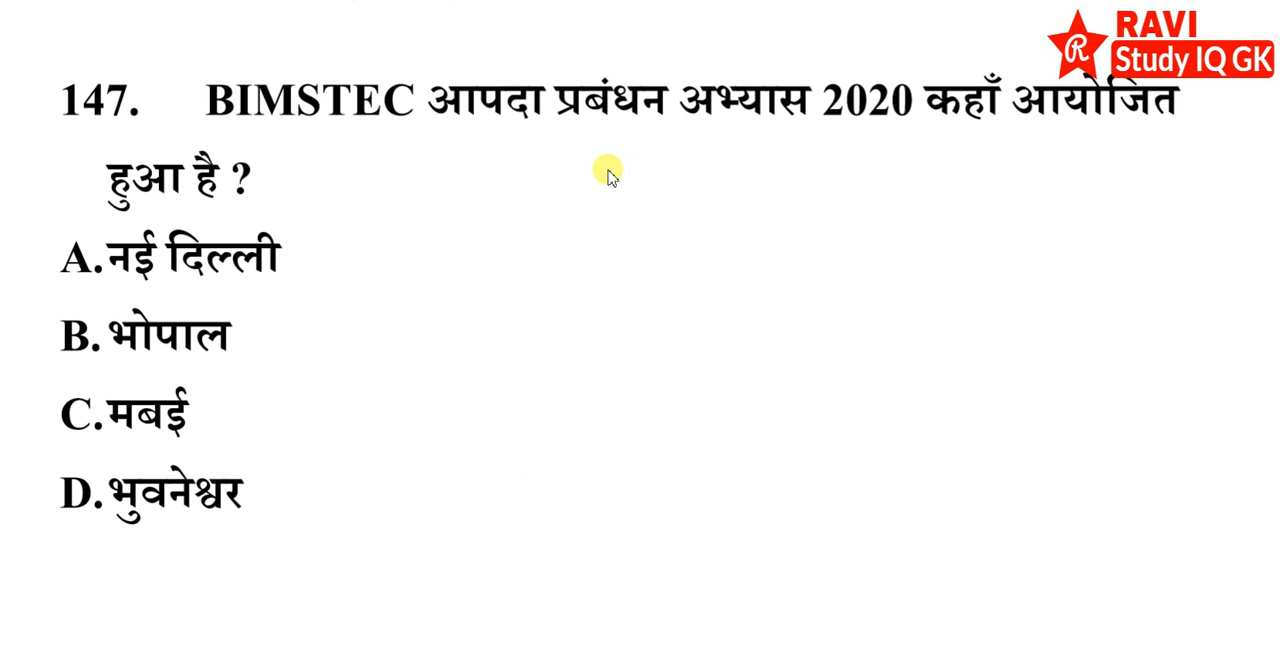 RAVI
R Study IQ GK
147. BIMSTEC आपदा प्रबंधन अभ्यास 2020 कहाँ आयोजित
हुआ है ?
A.नई दिल्ली
B. भोपाल
C.मबई
D.भुवनेश्वर